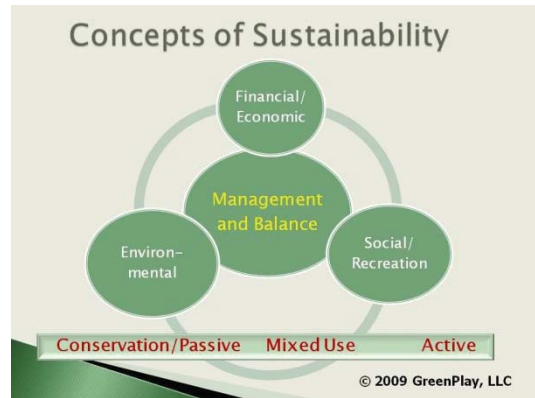 Concepts of Sustainability
Financial/
Economic
Management
and Balance
Environ-
mental
Social/
Recreation
Conservation/Passive Mixed Use Active
© 2009 GreenPlay, LLC